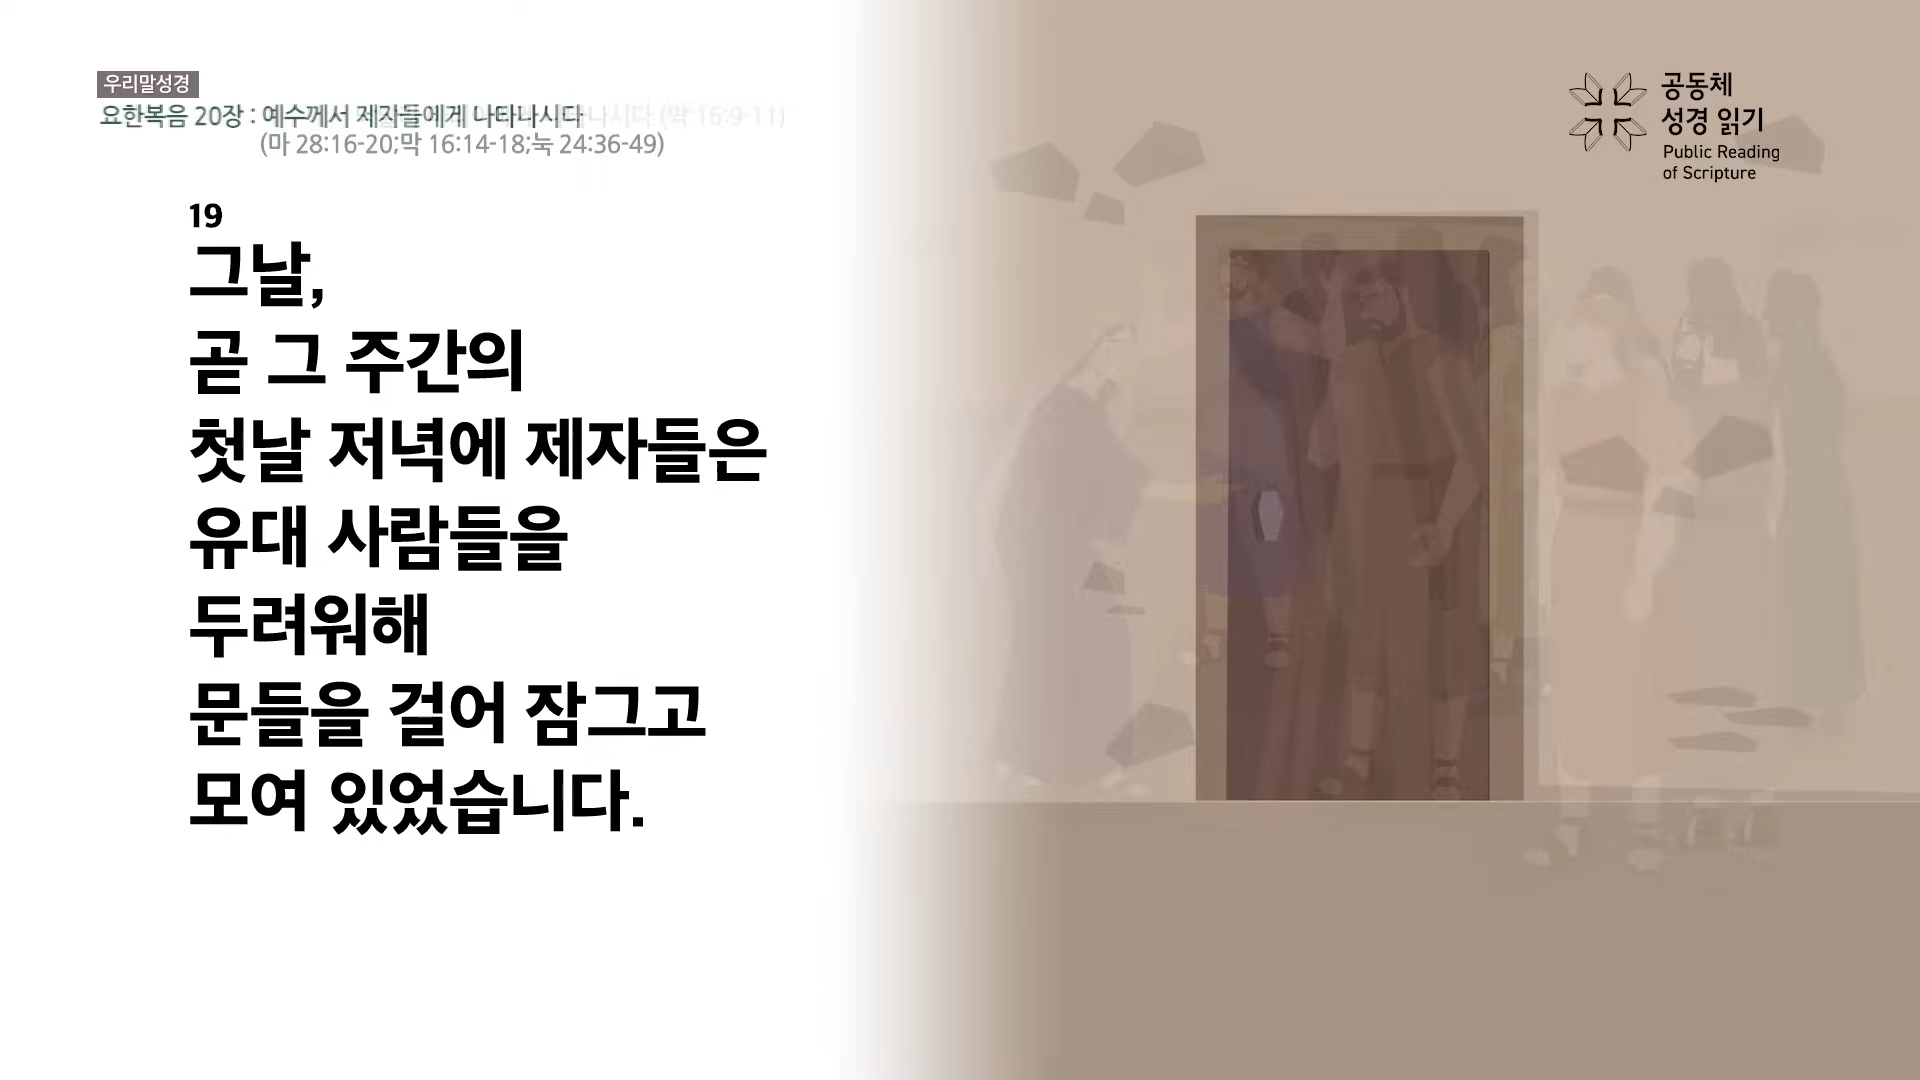 우리말성경
요한복음 20장 : 예수께서 제자들에게 나타나시다
(마 28:16-20;막 16:14-18;눅 24:36-49)
19
그날,
곧 그 주간의
첫날 저녁에 제자들은
유대 사람들을
두려워해
문들을 걸어 잠그고
모여 있었습니다.
공동체
성경 읽기
Public Reading
of Scripture